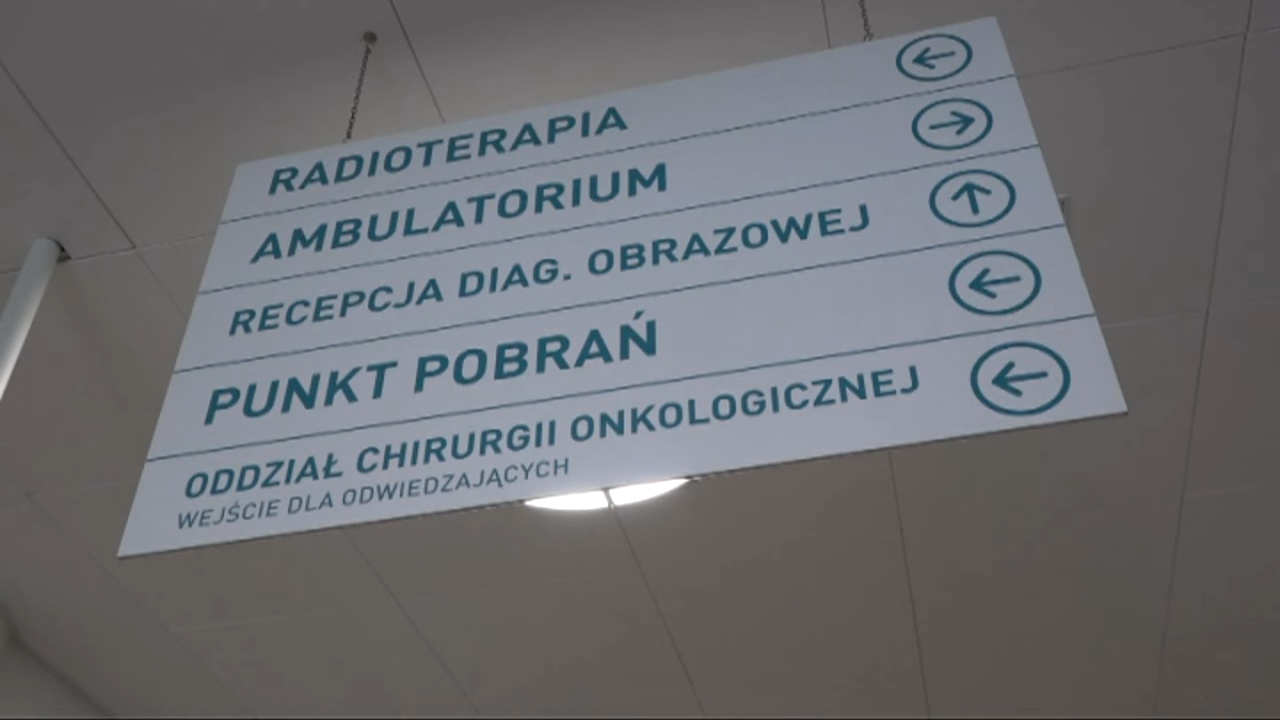 RADIOTERAPIA
AMBULATORIUM
RECEPCJA DIAG. OBRAZOWEJ
PUNKT POBRAŃ
ODDZIAŁ CHIRURGII ONKOLOGICZNEJ
WEJŚCIE DLA ODWIEDZAJĄCYCH